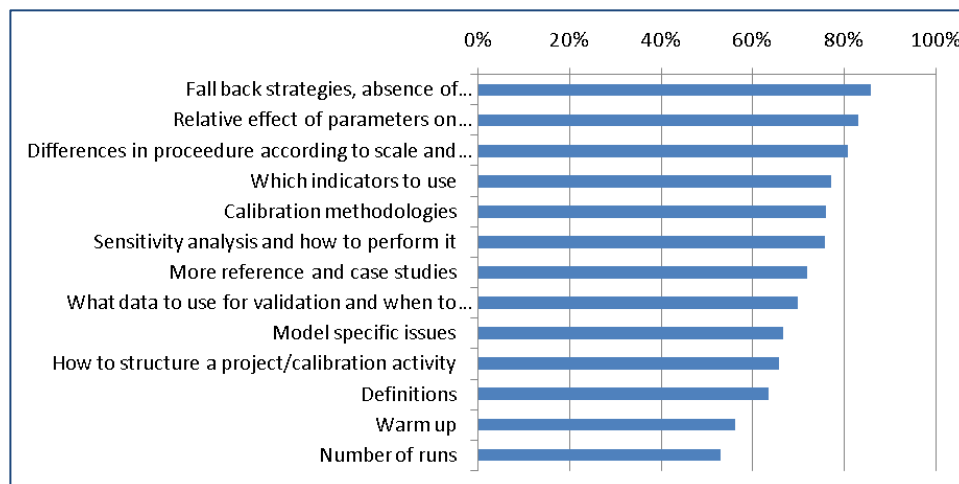 0% 20% 40% 60% 80% 100%
Fall back strategies, absence of...
Relative effect of parameters on...
Differences in proceedure according to scale and...
Which indicators to use
Calibration methodologies
Sensitivity analysis and how to perform it
More reference and case studies
What data to use for validation and when to...
Model specific issues
How to structure a project/calibration activity
Definitions
Warm up
Number of runs